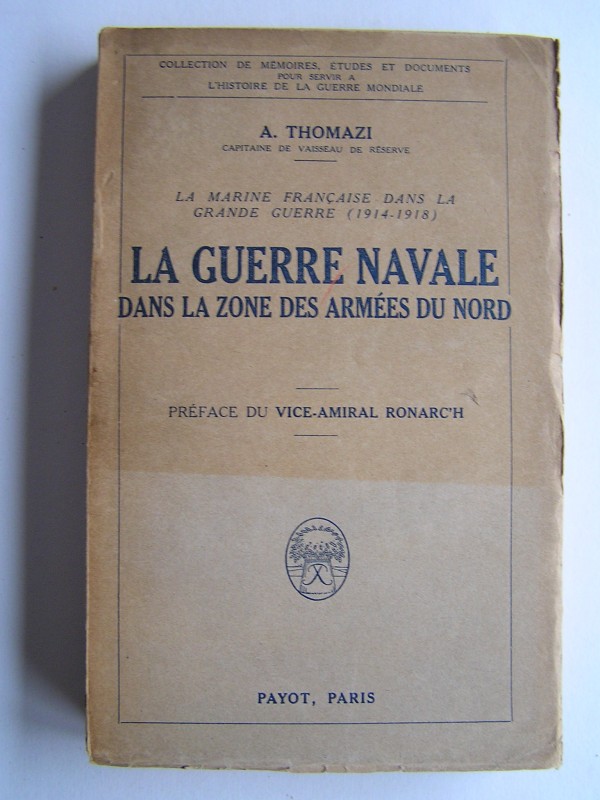 COLLECTION DE MÉMOIRES, ÉTUDES ET DOCUMENTS
POUR SERVIR A
L'HISTOIRE DE LA GUERRE MONDIALE
A. THOMAZI
CAPITAINE DE VAISSEAU DE RÉSERVE
LA MARINE FRANÇAISE DANS LA
GRANDE GUERRE (1914-1918)
LA GUERRE NAVALE
DANS LA ZONE DES ARMÉES DU NORD
PRÉFACE DU VICE-AMIRAL RONARC'H
PAYOT, PARIS